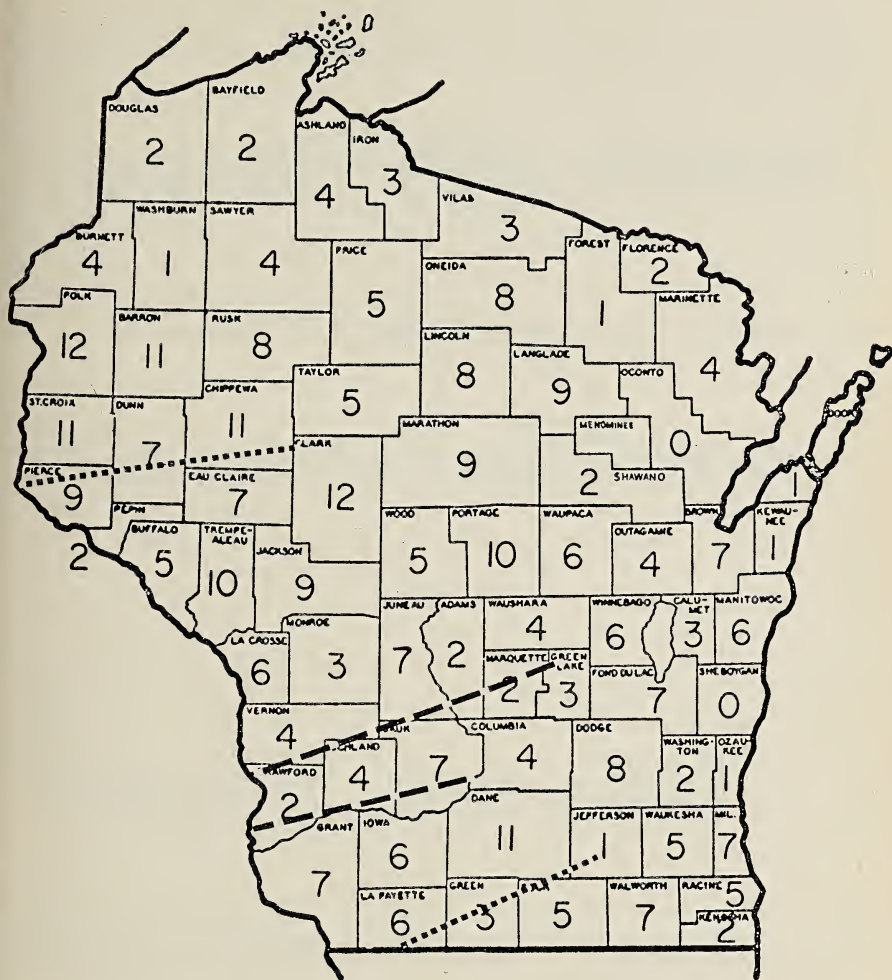 BAYFIELD
DOUGLAS
2
2
ASHLAND
IRON
4
3
VILAS
3
WASHBURN
SAWYER
BURNETT
4
1
4
PRICE
5
FOREST
1
FLORENCE
2
ONEIDA
8
MARINETTE
4
POLK
12
BARRON
11
RUSK
8
LINCOLN
8
LANGLADE
9
OCONTO
0
CHIPPEWA
11
TAYLOR
5
ST.CROIX
11
DUNN
7
DOOR
1
MARATHON
9
MENOMINEE
CLARK
12
PIERCE
9
EAU CLAIRE
7
2
SHAWANO
PEPIN
2
BUFFALO
5
TREMPE-
ALEAU
10
WOOD
5
PORTAGE
10
WAUPACA
6
OUTAGAMIE
4
BROWN
7
KEWAU-
NEE
1
JACKSON
9
JUNEAU
7
ADAMS
2
WAUSHARA
4
WINNEBAGO
6
CALU-
MET
3
MANITOWOC
6
MONROE
3
LA CROSSE
6
MARQUETTE
2
GREEN
LAKE
3
FOND DU LAC
7
SHEBOYGAN
0
VERNON
4
SAUK
7
COLUMBIA
4
DODGE
8
WASHING-
TON
2
OZAU-
KEE
1
RICHLAND
4
CRAWFORD
2
DANE
11
JEFFERSON
1
WAUKESHA
5
MIL.
7
GRANT
7
IOWA
6
LA FAYETTE
6
GREEN
3
5
WALWORTH
7
RACINE
5
KENOSHA
2